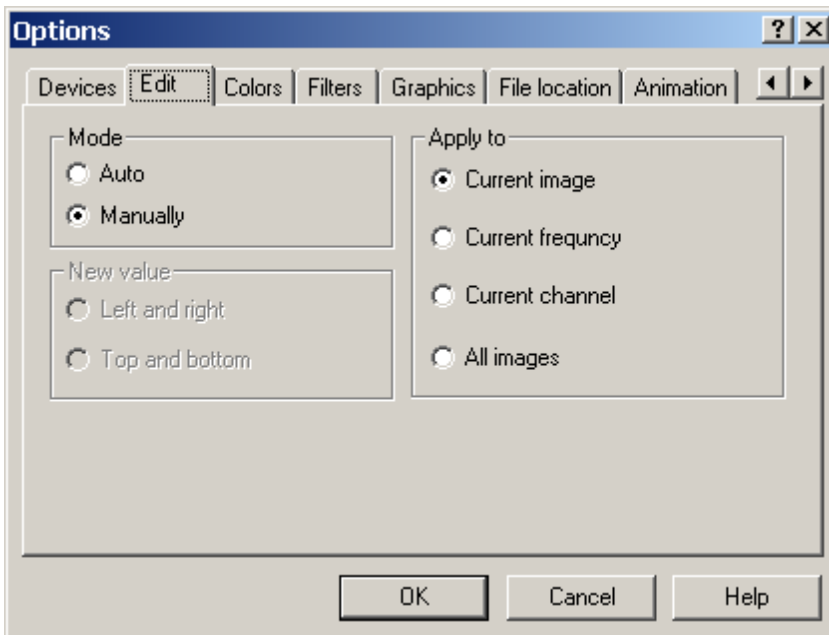 Options
Devices Edit Colors Filters Graphics File location Animation
Mode
Auto
Manually
New value
Left and right
Top and bottom
Apply to
Current image
Current frequncy
Current channel
All images
OK Cancel Help